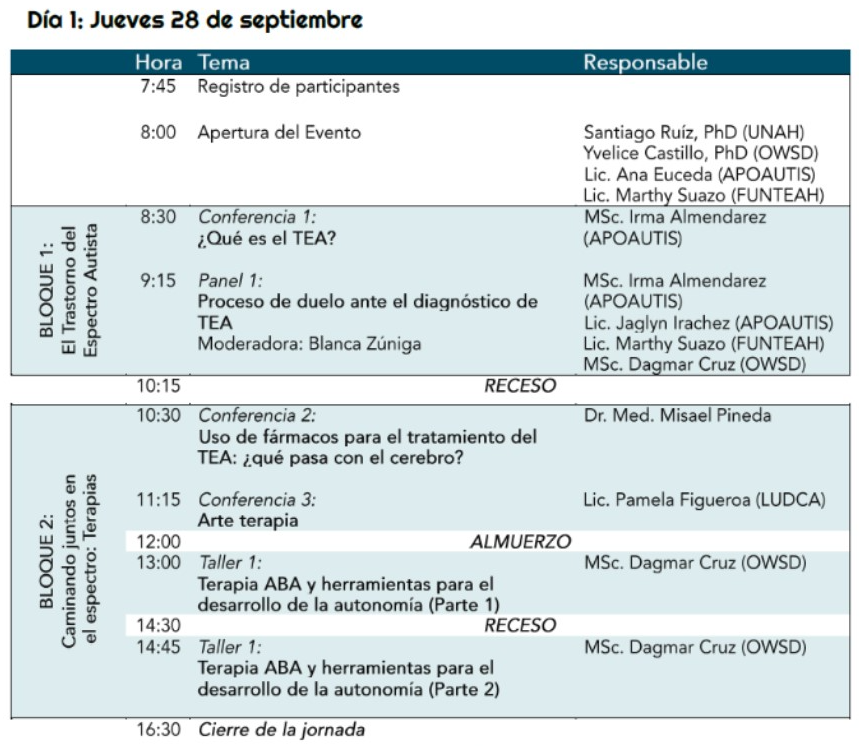 Día 1: Jueves 28 de septiembre
Hora Tema Responsable
7:45 Registro de participantes
8:00 Apertura del Evento Santiago Ruíz, PhD (UNAH)
Yvelice Castillo, PhD (OWSD)
Lic. Ana Euceda (APOAUTIS)
Lic. Marthy Suazo (FUNTEAH)
BLOQUE 1:
El Trastorno del
Espectro Autista
8:30 Conferencia 1: MSc. Irma Almendarez
¿Qué es el TEA? (APOAUTIS)
9:15 Panel 1: MSc. Irma Almendarez
Proceso de duelo ante el diagnóstico de (APOAUTIS)
TEA Lic. Jaglyn Irachez (APOAUTIS)
Moderadora: Blanca Zúniga Lic. Marthy Suazo (FUNTEAH)
MSc. Dagmar Cruz (OWSD)
10:15 RECESO
BLOQUE 2:
Caminando juntos en
el espectro: Terapias
10:30 Conferencia 2: Dr. Med. Misael Pineda
Uso de fármacos para el tratamiento del
TEA: ¿qué pasa con el cerebro?
11:15 Conferencia 3: Lic. Pamela Figueroa (LUDCA)
Arte terapia
12:00 ALMUERZO
13:00 Taller 1: MSc. Dagmar Cruz (OWSD)
Terapia ABA y herramientas para el
desarrollo de la autonomía (Parte 1)
14:30 RECESO
14:45 Taller 1: MSc. Dagmar Cruz (OWSD)
Terapia ABA y herramientas para el
desarrollo de la autonomía (Parte 2)
16:30 Cierre de la jornada